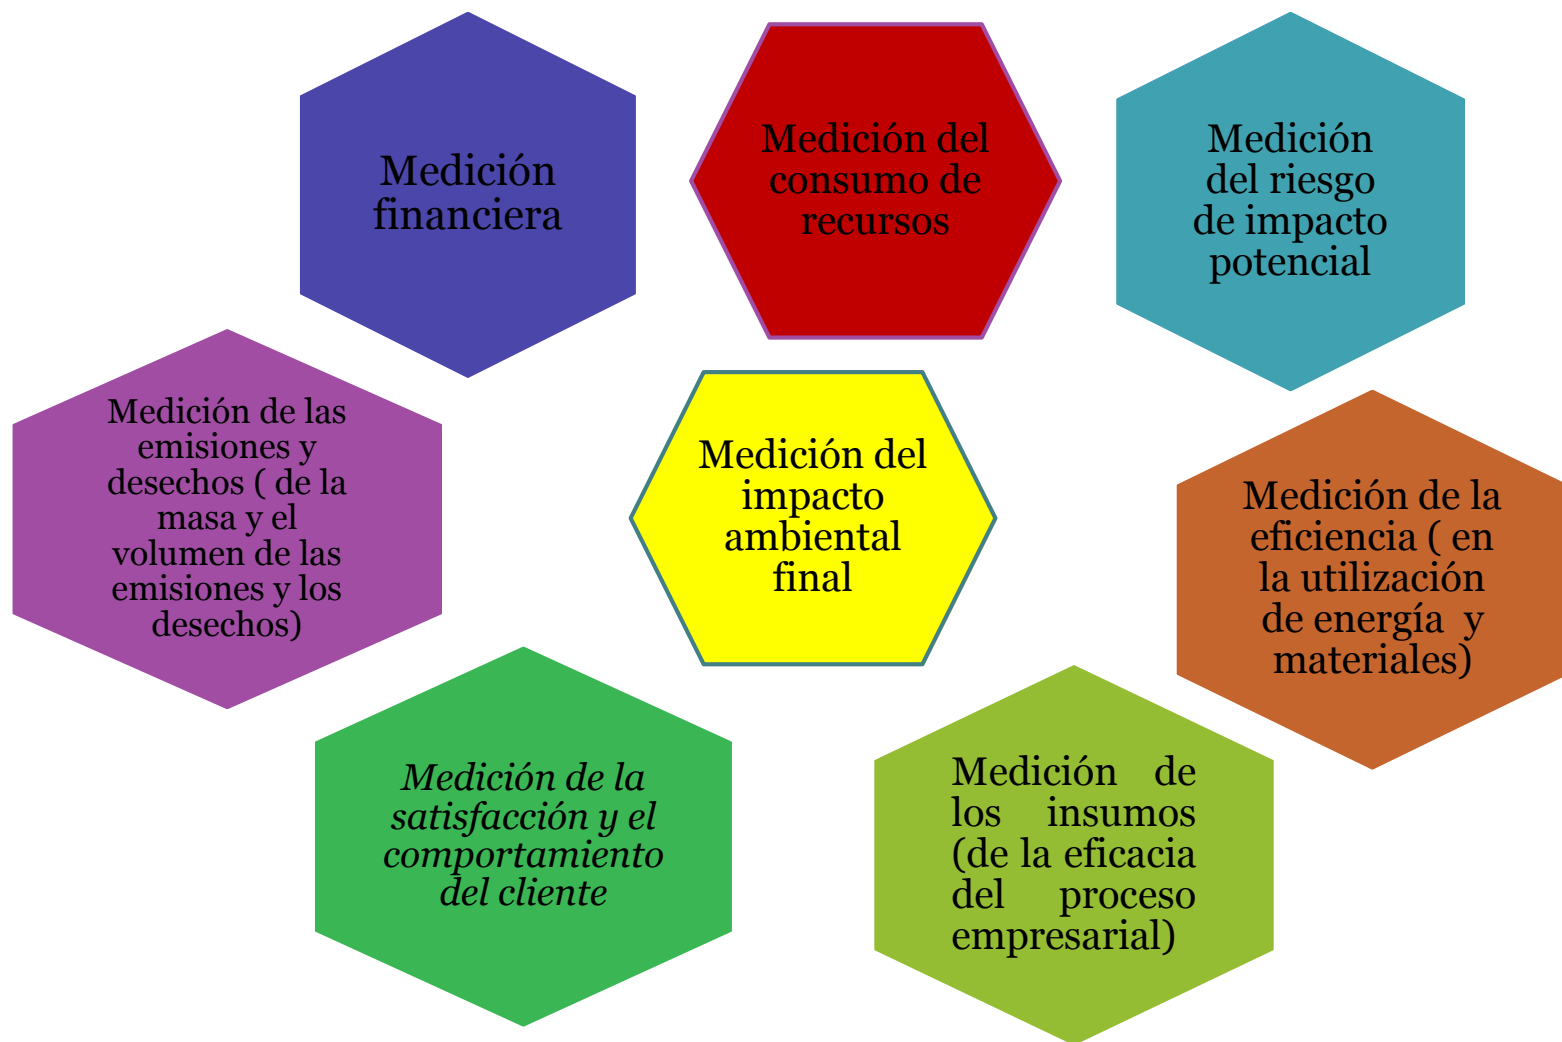 Medición
financiera
Medición del
consumo de
recursos
Medición
del riesgo
de impacto
potencial
Medición de las
emisiones y
desechos ( de la
masa y el
volumen de las
emisiones y los
desechos)
Medición del
impacto
ambiental
final
Medición de la
eficiencia ( en
la utilización
de energía  y
materiales)
Medición de la
satisfacción y el
comportamiento
del cliente
Medición de
los insumos
(de la eficacia
del proceso
empresarial)